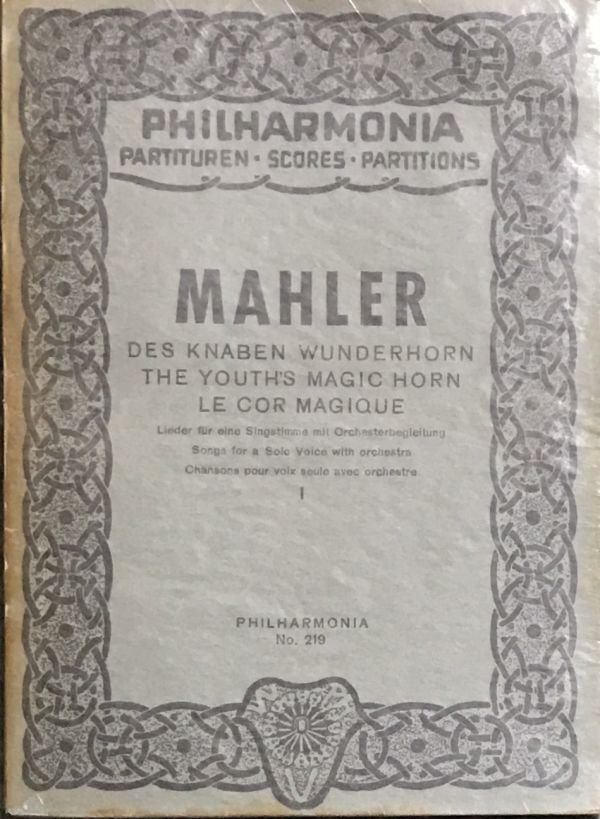 PHILHARMONIA
PARTITUREN · SCORES · PARTITIONS
MAHLER
DES KNABEN WUNDERHORN
THE YOUTH'S MAGIC HORN
LE COR MAGIQUE
Lieder für eine Singstimme mit Orchesterbegleitung
Songs for a Solo Voice with orchestra
Chansons pour voix seule avec orchestre
I
PHILHARMONIA
No. 219